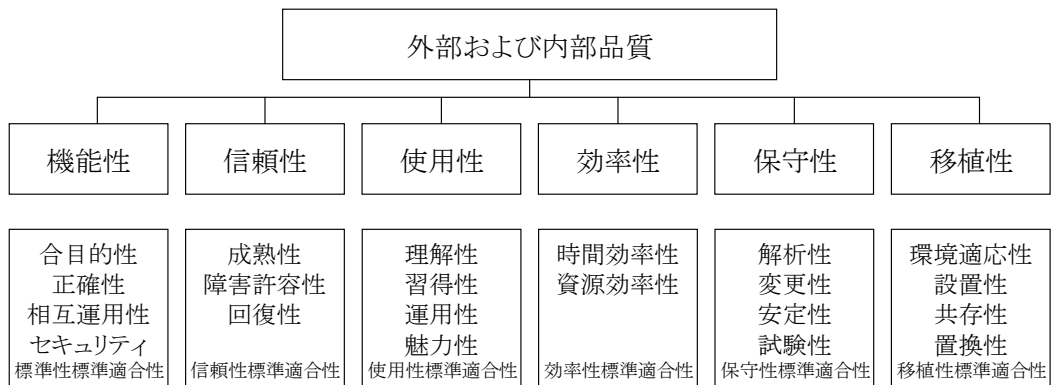 外部および内部品質
機能性
信頼性
使用性
効率性
保守性
移植性
合目的性
正確性
相互運用性
セキュリティ
標準性標準適合性
成熟性
障害許容性
回復性
信頼性標準適合性
理解性
習得性
運用性
魅力性
使用性標準適合性
時間効率性
資源効率性
効率性標準適合性
解析性
変更性
安定性
試験性
保守性標準適合性
環境適応性
設置性
共存性
置換性
移植性標準適合性